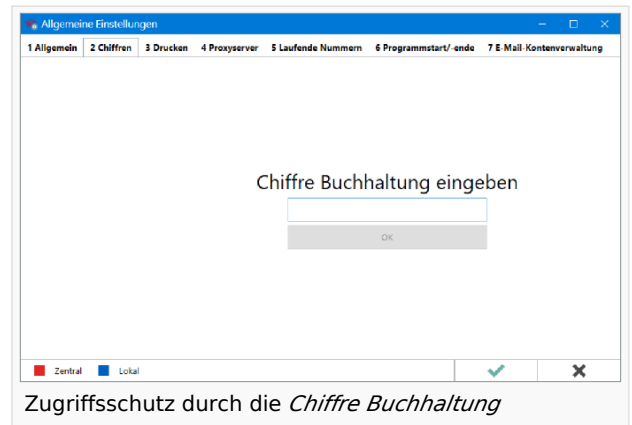 Allgemeine Einstellungen
1 Allgemein 2 Chiffren 3 Drucken 4 Proxyserver 5 Laufende Nummern 6 Programmstart/-ende 7 E-Mail-Kontenverwaltung
Chiffre Buchhaltung eingeben
OK
Zentral Lokal
Zugriffsschutz durch die Chiffre Buchhaltung